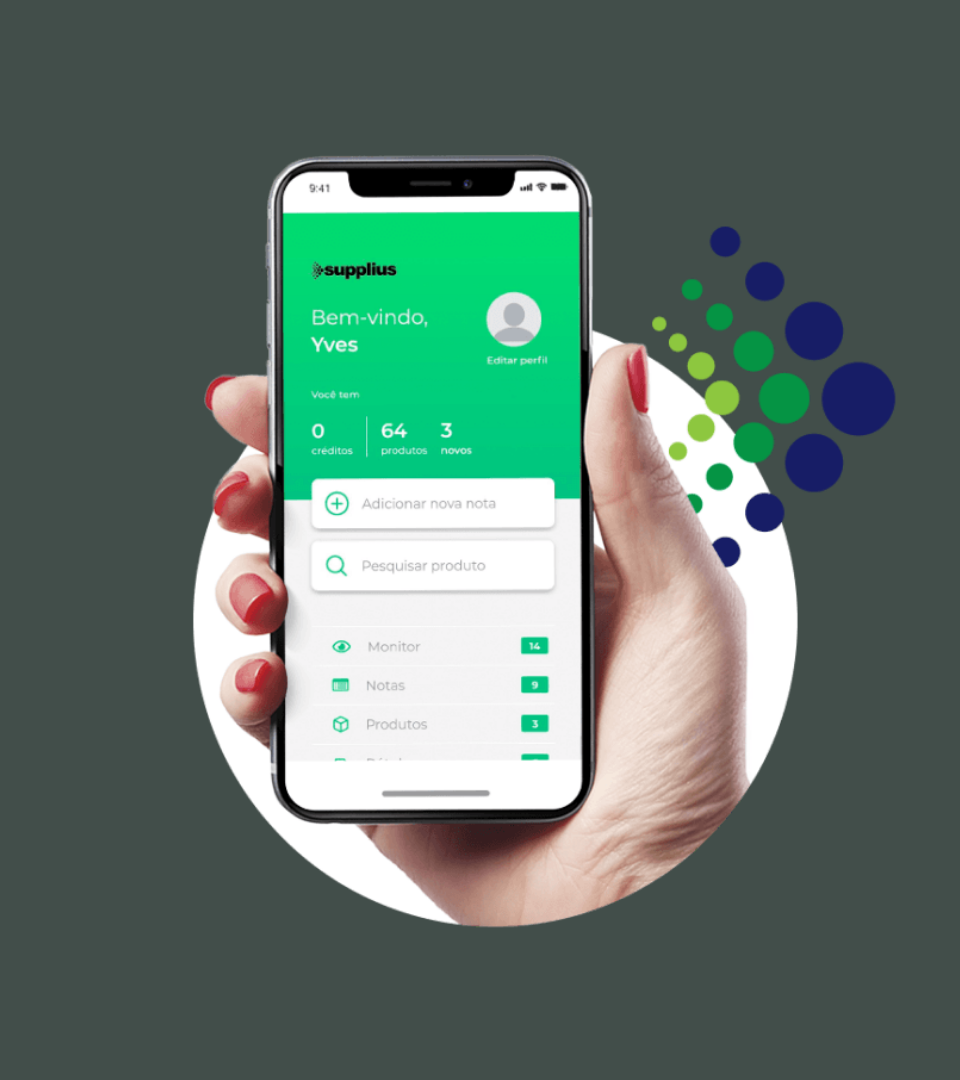 9:41
supplius
Bem-vindo,
Yves
Editar perfil
Você tem
0
créditos
64
produtos
3
novos
Adicionar nova nota
Pesquisar produto
Monitor 14
Notas 9
Produtos 3